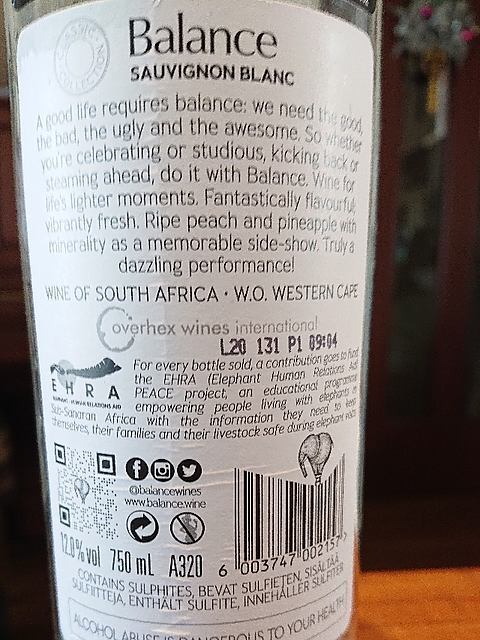 CLASSIC COLLECTION
Balance
SAUVIGNON BLANC
A good life requires balance: we need the good,
the bad, the ugly and the awesome. So whether
you're celebrating or studious, kicking back or
steaming ahead, do it with Balance. Wine for
life's lighter moments. Fantastically flavourful,
vibrantly fresh. Ripe peach and pineapple with
minerality as a memorable side-show. Truly a
dazzling performance!
WINE OF SOUTH AFRICA • W.O. WESTERN CAPE
overhex wines international
L20 131 P1 09:04
For every bottle sold, a contribution goes to fund
the EHRA (Elephant Human Relations Aid)
PEACE project, an educational programme
empowering people living with elephants in
Sub-Saharan Africa with the information they need to keep
themselves, their families and their livestock safe during elephant visits
EHRA
ELEPHANT HUMAN RELATIONS AID
@balancewines
www.balance.wine
12.0%vol 750 mL A320
6 003747 002157
CONTAINS SULPHITES, BEVAT SULFIETEN, SISÄLTÄÄ
SULFIITTEJA, ENTHÄLT SULFITE, INNEHÅLLER SULFITER
ALCOHOL ABUSE IS DANGEROUS TO YOUR HEALTH